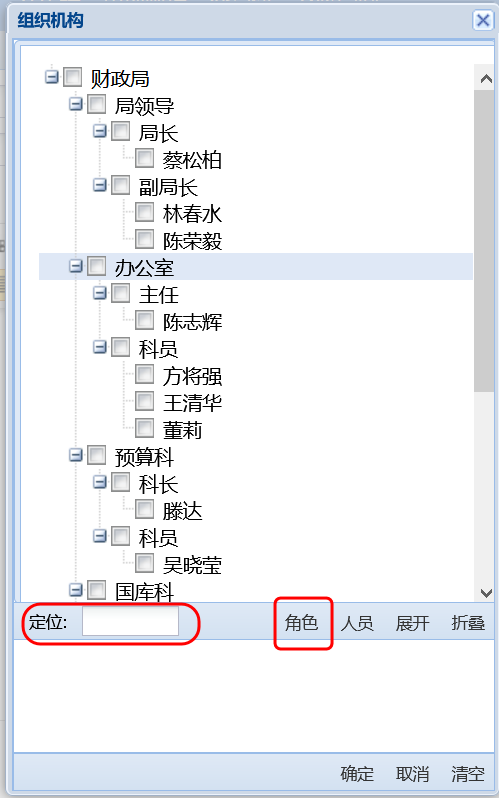 组织机构
财政局
局领导
局长
蔡松柏
副局长
林春水
陈荣毅
办公室
主任
陈志辉
科员
方将强
王清华
董莉
预算科
科长
滕达
科员
吴晓莹
国库科
定位: 角色 人员 展开 折叠
确定 取消 清空